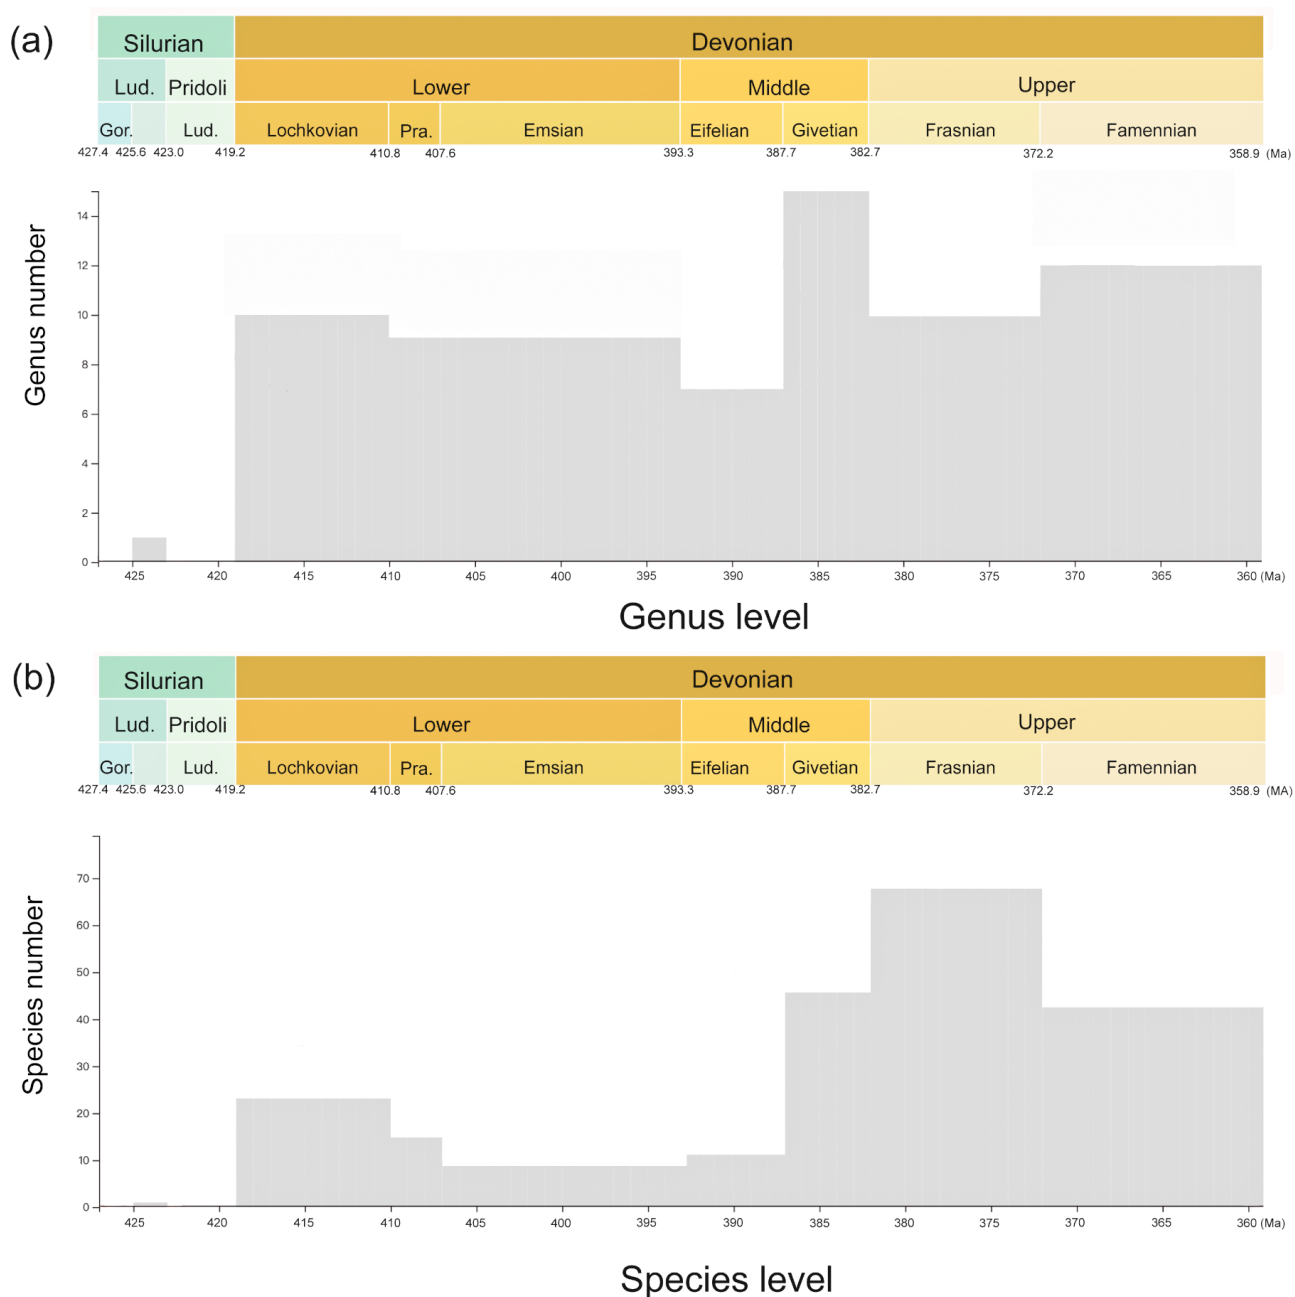 (a)
Silurian Devonian
Lud. Pridoli Lower Middle Upper
Gor. Lud. Lochkovian Pra. Emsian Eifelian Givetian Frasnian Famennian
427.4 425.6 423.0 419.2 410.8 407.6 393.3 387.7 382.7 372.2 358.9 (Ma)
Genus number
14
12
10
8
6
4
2
0
425 420 415 410 405 400 395 390 385 380 375 370 365 360 (Ma)
Genus level
(b)
Silurian Devonian
Lud. Pridoli Lower Middle Upper
Gor. Lud. Lochkovian Pra. Emsian Eifelian Givetian Frasnian Famennian
427.4 425.6 423.0 419.2 410.8 407.6 393.3 387.7 382.7 372.2 358.9 (MA)
Species number
70
60
50
40
30
20
10
0
425 420 415 410 405 400 395 390 385 380 375 370 365 360 (Ma)
Species level